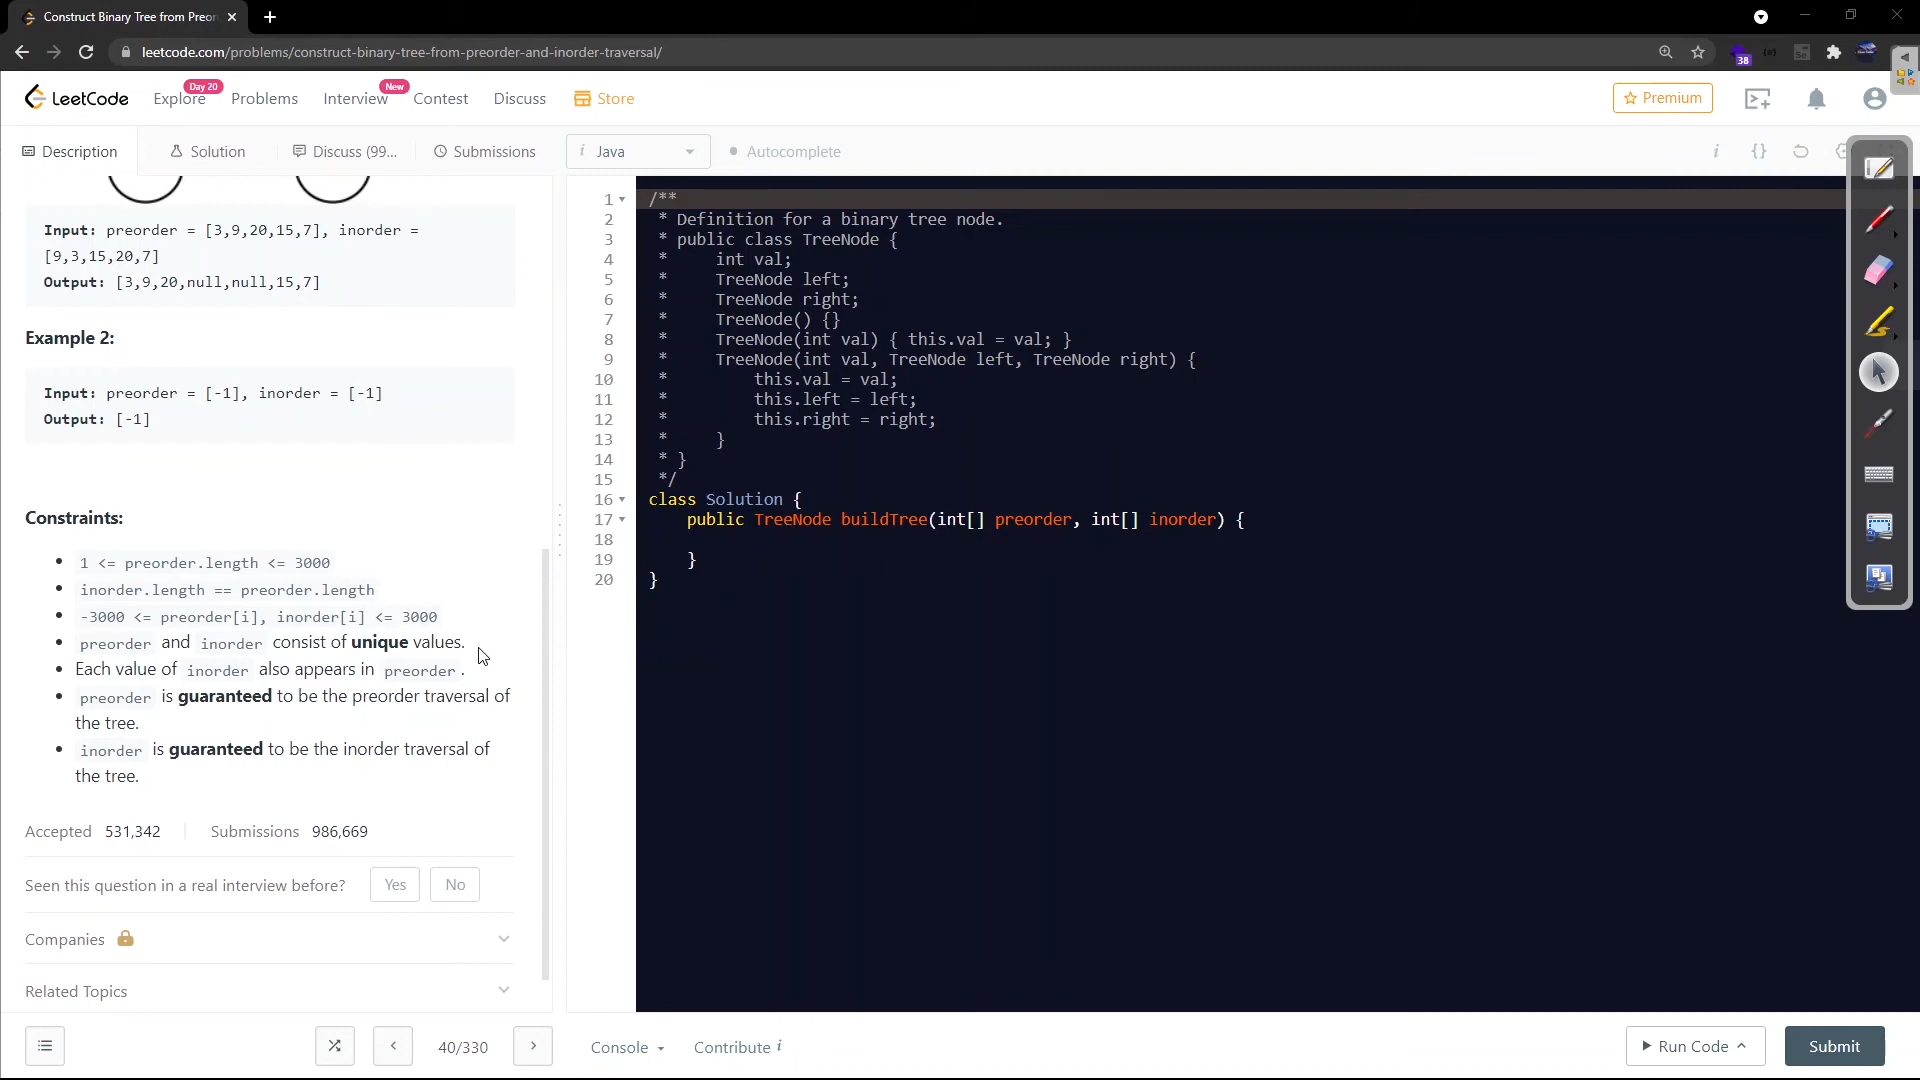 Construct Binary Tree from Preor
leetcode.com/problems/construct-binary-tree-from-preorder-and-inorder-traversal/
38
LeetCode
Explore
Day 20
Problems
Interview
New
Contest
Discuss
Store
Premium
Description
Solution
Discuss (99...
Submissions
i Java
Autocomplete
i {}
Input: preorder = [3,9,20,15,7], inorder =
[9,3,15,20,7]
Output: [3,9,20,null,null,15,7]
Example 2:
Input: preorder = [-1], inorder = [-1]
Output: [-1]
Constraints:
• 1 <= preorder.length <= 3000
• inorder.length == preorder.length
• -3000 <= preorder[i], inorder[i] <= 3000
• preorder and inorder consist of unique values.
• Each value of inorder also appears in preorder.
• preorder is guaranteed to be the preorder traversal of
the tree.
• inorder is guaranteed to be the inorder traversal of
the tree.
Accepted 531,342 Submissions 986,669
Seen this question in a real interview before? Yes No
Companies
Related Topics
1 /**
2 * Definition for a binary tree node.
3 * public class TreeNode {
4 * int val;
5 * TreeNode left;
6 * TreeNode right;
7 * TreeNode() {}
8 * TreeNode(int val) { this.val = val; }
9 * TreeNode(int val, TreeNode left, TreeNode right) {
10 * this.val = val;
11 * this.left = left;
12 * this.right = right;
13 * }
14 * }
15 */
16 class Solution {
17 public TreeNode buildTree(int[] preorder, int[] inorder) {
18
19 }
20 }
40/330
Console
Contribute i
Run Code
Submit